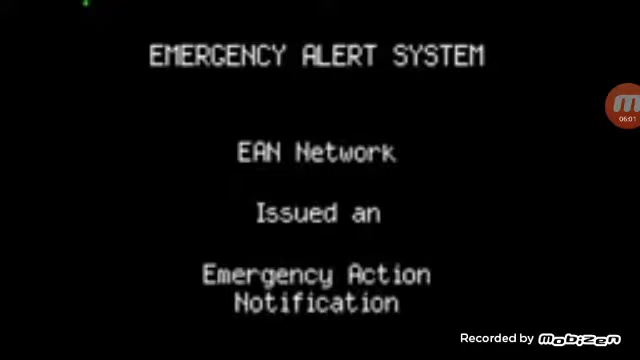 EMERGENCY ALERT SYSTEM
EAN Network
Issued an
Emergency Action
Notification
06:01
Recorded by mobizen